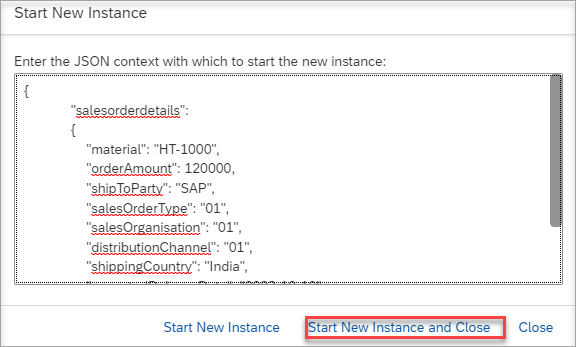 Start New Instance
Enter the JSON context with which to start the new instance:
{
"salesorderdetails":
{
"material": "HT-1000",
"orderAmount": 120000,
"shipToParty": "SAP",
"salesOrderType": "01",
"salesOrganisation": "01",
"distributionChannel": "01",
"shippingCountry": "India",
Start New Instance
Start New Instance and Close
Close